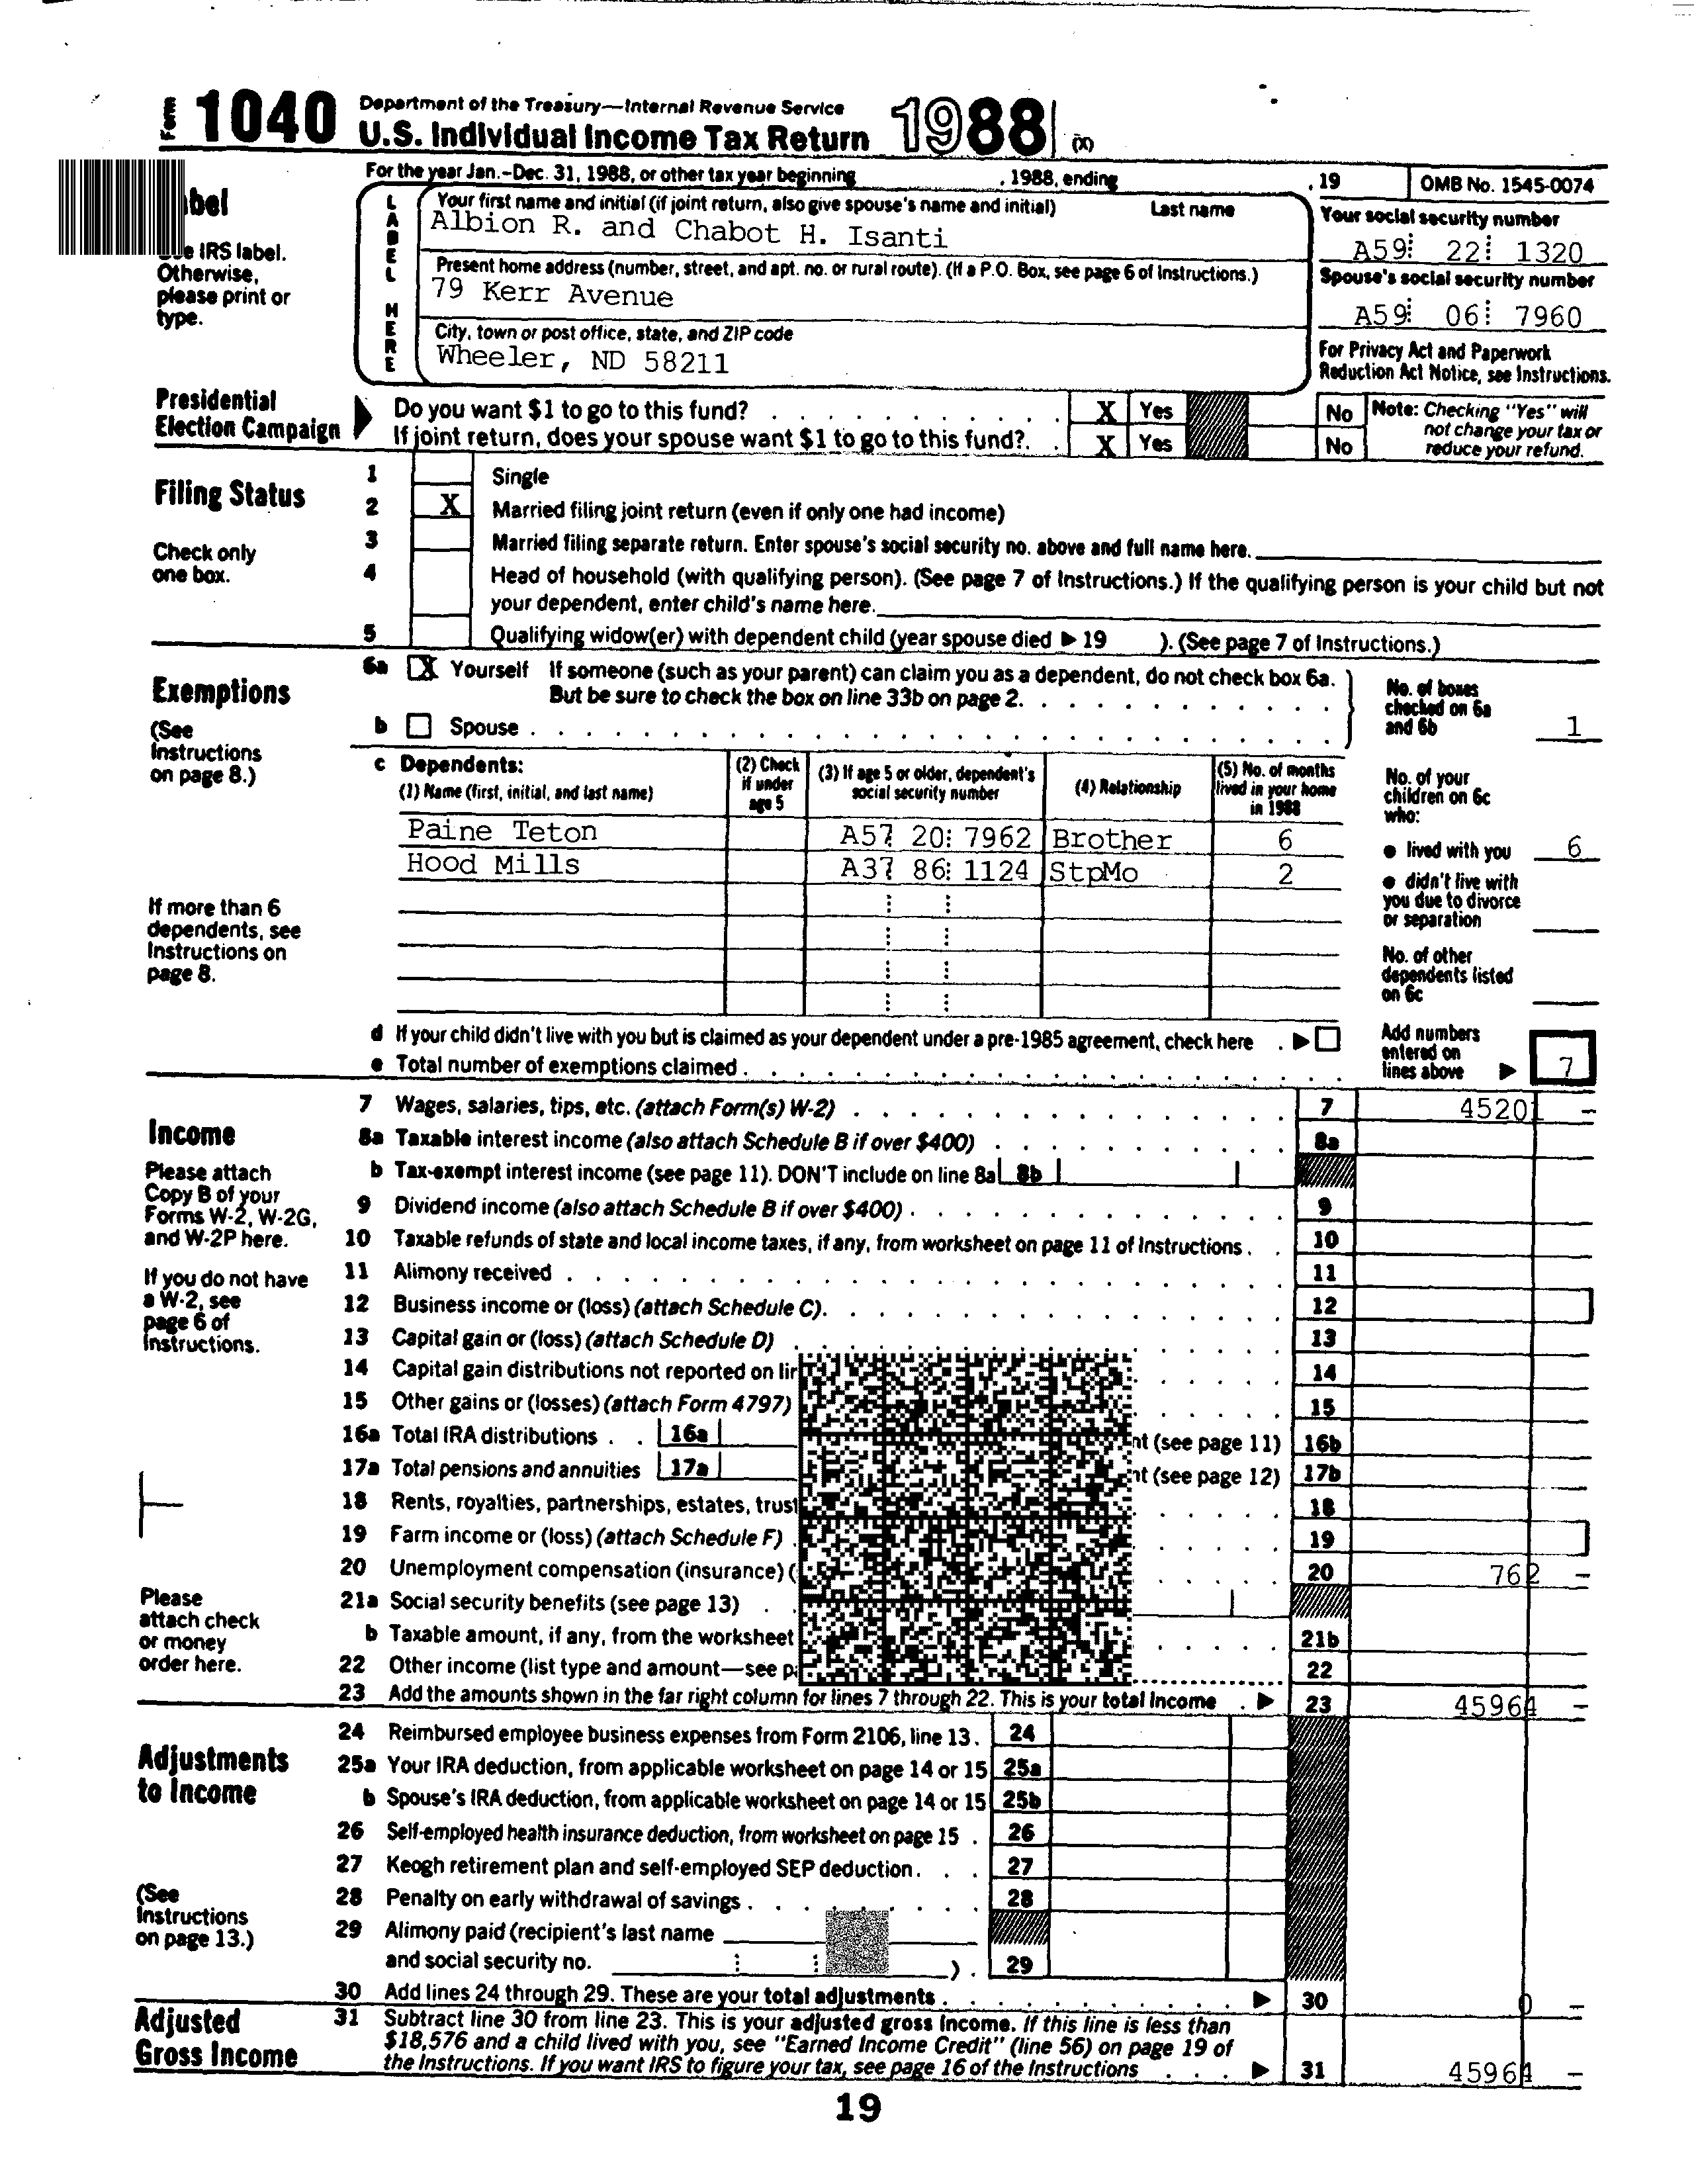 Form 1040 Department of the Treasury—Internal Revenue Service
U.S. Individual Income Tax Return 1988 (X)
For the year Jan.-Dec. 31, 1988, or other tax year beginning , 1988, ending , 19 OMB No. 1545-0074
IRS label. Otherwise, please print or type.
LABEL HERE
Your first name and initial (if joint return, also give spouse's name and initial) Last name
Albion R. and Chabot H. Isanti
Your social security number
A59 22 1320
Present home address (number, street, and apt. no. or rural route). (If a P.O. Box, see page 6 of Instructions.)
79 Kerr Avenue
Spouse's social security number
A59 06 7960
City, town or post office, state, and ZIP code
Wheeler, ND 58211
For Privacy Act and Paperwork Reduction Act Notice, see Instructions.
Presidential Election Campaign
Do you want $1 to go to this fund? X Yes No
If joint return, does your spouse want $1 to go to this fund? X Yes No
Note: Checking "Yes" will not change your tax or reduce your refund.
Filing Status
Check only one box.
1 Single
2 X Married filing joint return (even if only one had income)
3 Married filing separate return. Enter spouse's social security no. above and full name here.
4 Head of household (with qualifying person). (See page 7 of Instructions.) If the qualifying person is your child but not
your dependent, enter child's name here.
5 Qualifying widow(er) with dependent child (year spouse died ▶ 19 ). (See page 7 of Instructions.)
Exemptions
(See Instructions on page 8.)
6a X Yourself If someone (such as your parent) can claim you as a dependent, do not check box 6a.
But be sure to check the box on line 33b on page 2.
b Spouse
No. of boxes checked on 6a and 6b 1
c Dependents:
(1) Name (first, initial, and last name) (2) Check if under age 5 (3) If age 5 or older, dependent's social security number (4) Relationship (5) No. of months lived in your home in 1988
Paine Teton A57 20 7962 Brother 6
Hood Mills A37 86 1124 StpMo 2
No. of your children on 6c who:
● lived with you 6
● didn't live with you due to divorce or separation
No. of other dependents listed on 6c
If more than 6 dependents, see Instructions on page 8.
d If your child didn't live with you but is claimed as your dependent under a pre-1985 agreement, check here ▶
e Total number of exemptions claimed
Add numbers entered on lines above ▶ 7
Income
Please attach Copy B of your Forms W-2, W-2G, and W-2P here.
If you do not have a W-2, see page 6 of Instructions.
Please attach check or money order here.
7 Wages, salaries, tips, etc. (attach Form(s) W-2) 7 45201 –
8a Taxable interest income (also attach Schedule B if over $400) 8a
b Tax-exempt interest income (see page 11). DON'T include on line 8a 8b
9 Dividend income (also attach Schedule B if over $400) 9
10 Taxable refunds of state and local income taxes, if any, from worksheet on page 11 of Instructions 10
11 Alimony received 11
12 Business income or (loss) (attach Schedule C) 12
13 Capital gain or (loss) (attach Schedule D) 13
14 Capital gain distributions not reported on 14
15 Other gains or (losses) (attach Form 4797) 15
16a Total IRA distributions 16a (see page 11) 16b
17a Total pensions and annuities 17a (see page 12) 17b
18 Rents, royalties, partnerships, estates, 18
19 Farm income or (loss) (attach Schedule F) 19
20 Unemployment compensation (insurance) 20 762 –
21a Social security benefits (see page 13)
b Taxable amount, if any, from the worksheet 21b
22 Other income (list type and amount—see 22
23 Add the amounts shown in the far right column for lines 7 through 22. This is your total income ▶ 23 45964 –
Adjustments to Income
(See Instructions on page 13.)
24 Reimbursed employee business expenses from Form 2106, line 13. 24
25a Your IRA deduction, from applicable worksheet on page 14 or 15 25a
b Spouse's IRA deduction, from applicable worksheet on page 14 or 15 25b
26 Self-employed health insurance deduction, from worksheet on page 15 26
27 Keogh retirement plan and self-employed SEP deduction 27
28 Penalty on early withdrawal of savings 28
29 Alimony paid (recipient's last name
and social security no. ) 29
30 Add lines 24 through 29. These are your total adjustments ▶ 30 0 –
Adjusted Gross Income
31 Subtract line 30 from line 23. This is your adjusted gross income. If this line is less than
$18,576 and a child lived with you, see "Earned Income Credit" (line 56) on page 19 of
the Instructions. If you want IRS to figure your tax, see page 16 of the Instructions ▶ 31 45964 –
19